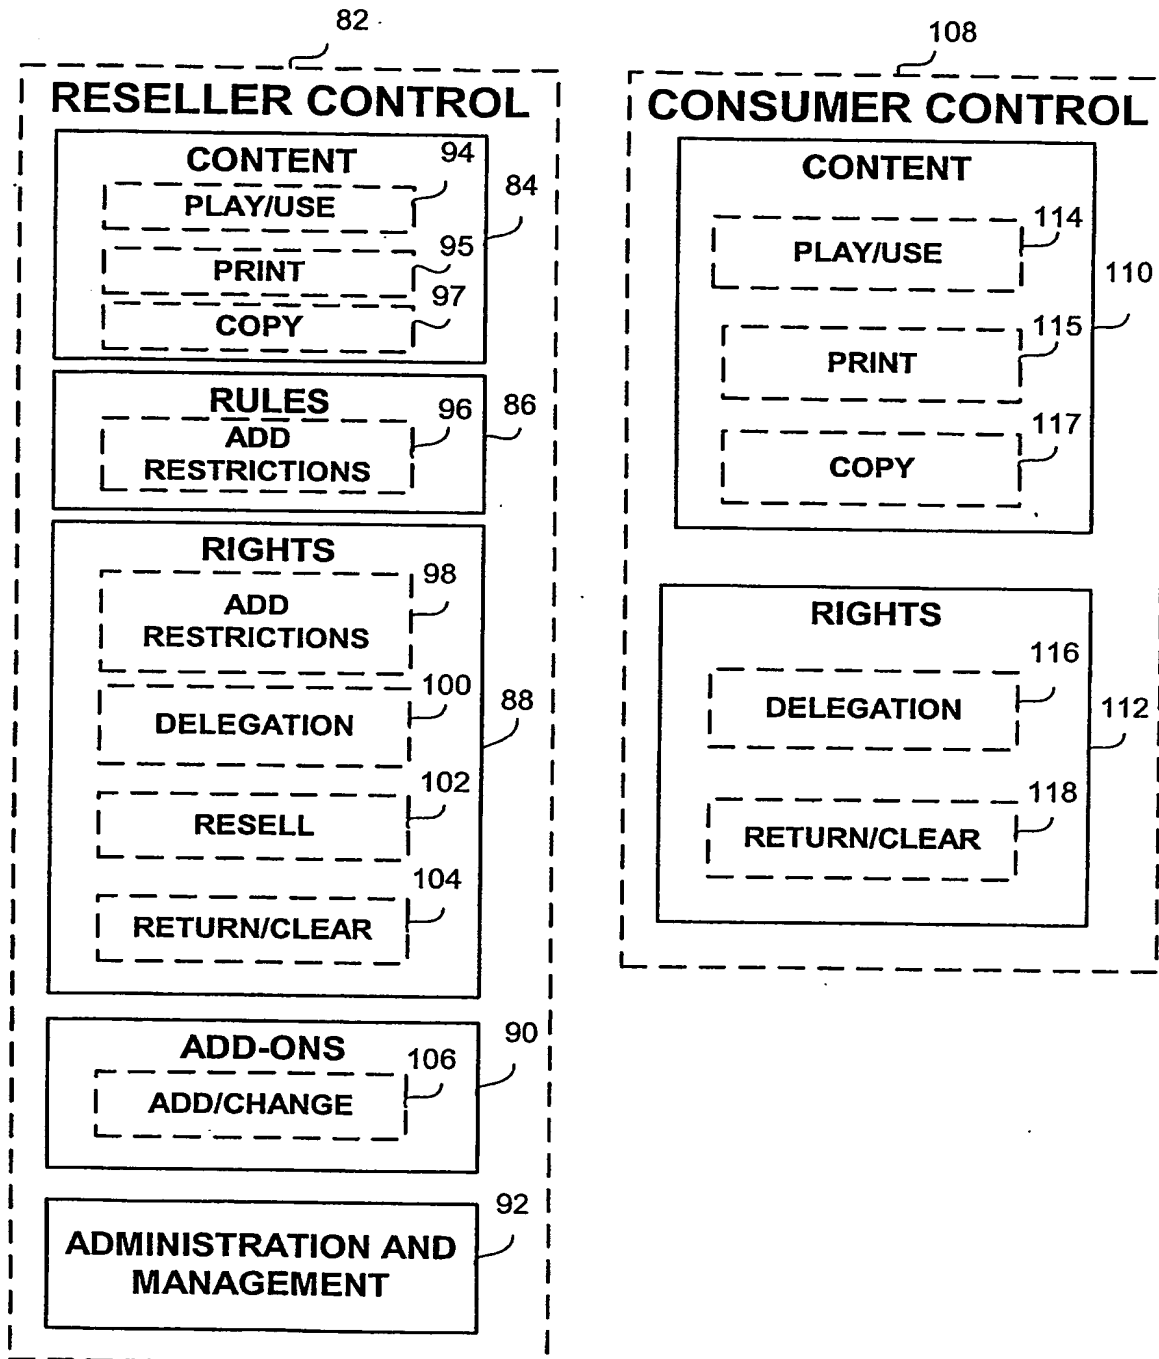 82
RESELLER CONTROL
CONTENT
94
PLAY/USE
84
95
PRINT
97
COPY
RULES
96
86
ADD
RESTRICTIONS
RIGHTS
98
ADD
RESTRICTIONS
100
DELEGATION
88
102
RESELL
104
RETURN/CLEAR
ADD-ONS
90
106
ADD/CHANGE
92
ADMINISTRATION AND
MANAGEMENT
108
CONSUMER CONTROL
CONTENT
114
PLAY/USE
110
115
PRINT
117
COPY
RIGHTS
116
DELEGATION
112
118
RETURN/CLEAR